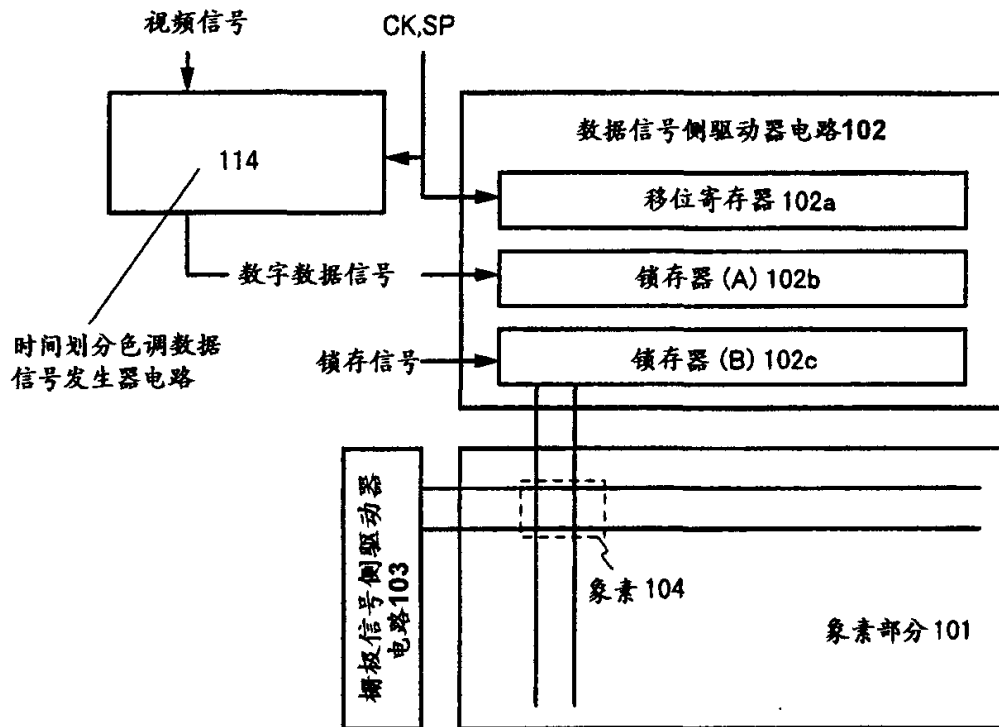 视频信号
CK,SP
114
数据信号侧驱动器电路102
移位寄存器 102a
数字数据信号
锁存器 (A) 102b
时间划分色调数据
信号发生器电路
锁存信号
锁存器 (B) 102c
栅极信号侧驱动器
电路103
象素 104
象素部分 101